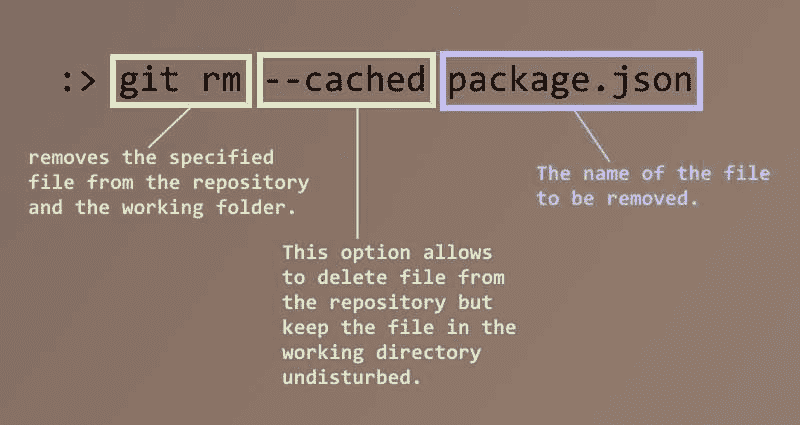 :> git rm --cached package.json
removes the specified
file from the repository
and the working folder.
The name of the file
to be removed.
This option allows
to delete file from
the repository but
keep the file in the
working directory
undisturbed.